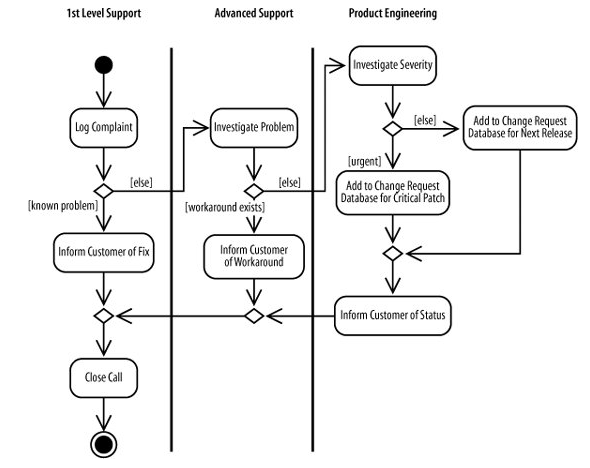 1st Level Support
Advanced Support
Product Engineering
Investigate Severity
Log Complaint
Investigate Problem
[else]
Add to Change Request
Database for Next Release
[else]
[else]
[urgent]
[known problem]
[workaround exists]
Add to Change Request
Database for Critical Patch
Inform Customer of Fix
Inform Customer
of Workaround
Inform Customer of Status
Close Call